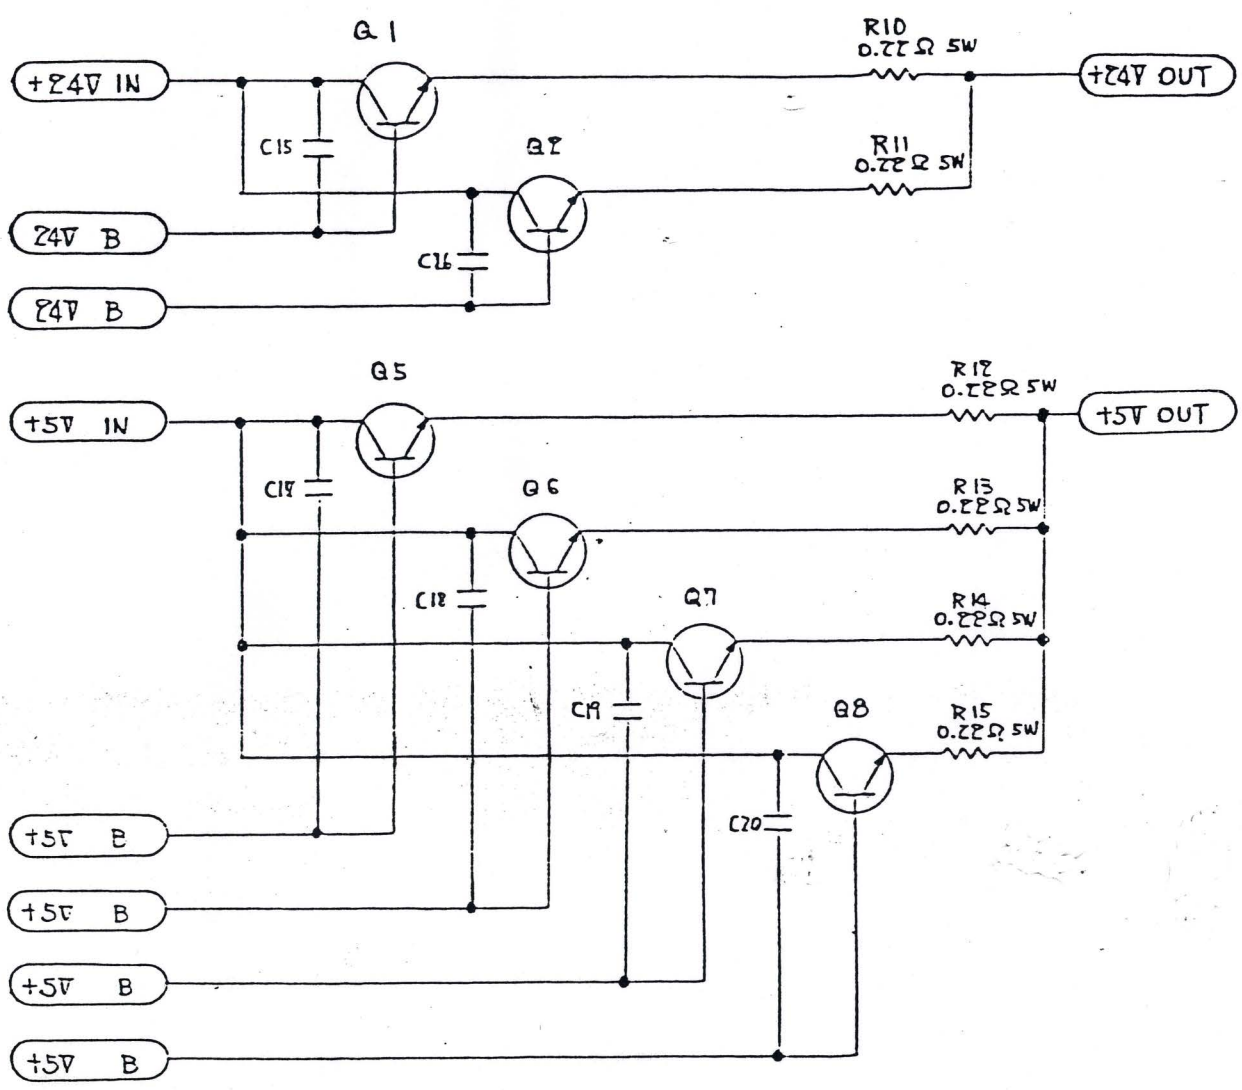 Q1
R10
0.22Ω 5W
+24V IN
+24V OUT
C15
Q2
R11
0.22Ω 5W
24V B
C26
24V B
Q5
R12
0.22Ω 5W
+5V IN
+5V OUT
C17
Q6
R13
0.22Ω 5W
C18
Q7
R14
0.22Ω 5W
C19
Q8
R15
0.22Ω 5W
C20
+5V B
+5V B
+5V B
+5V B